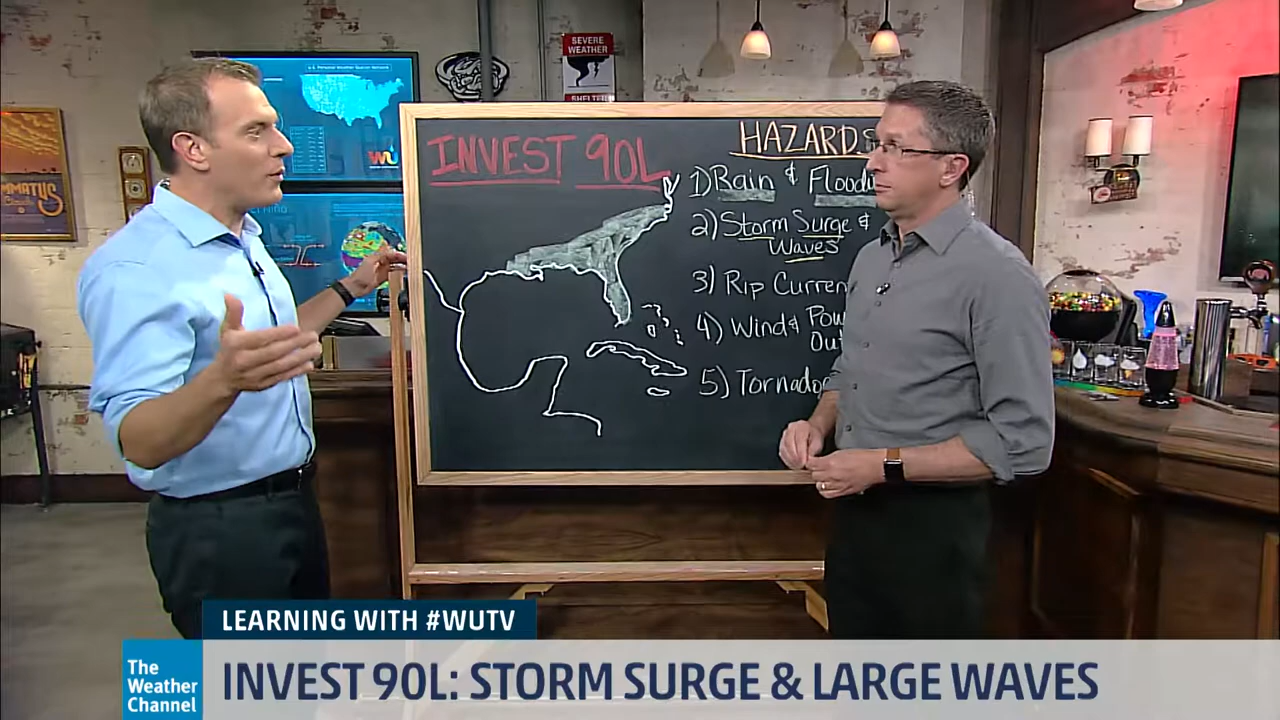 SEVERE
WEATHER
SHELTER
INVEST 90L
HAZARDS
1) Rain & Flood
2) Storm Surge &
Waves
3) Rip Curren
4) Wind & Pow
Out
5) Tornado
LEARNING WITH #WUTV
The
Weather
Channel
INVEST 90L: STORM SURGE & LARGE WAVES